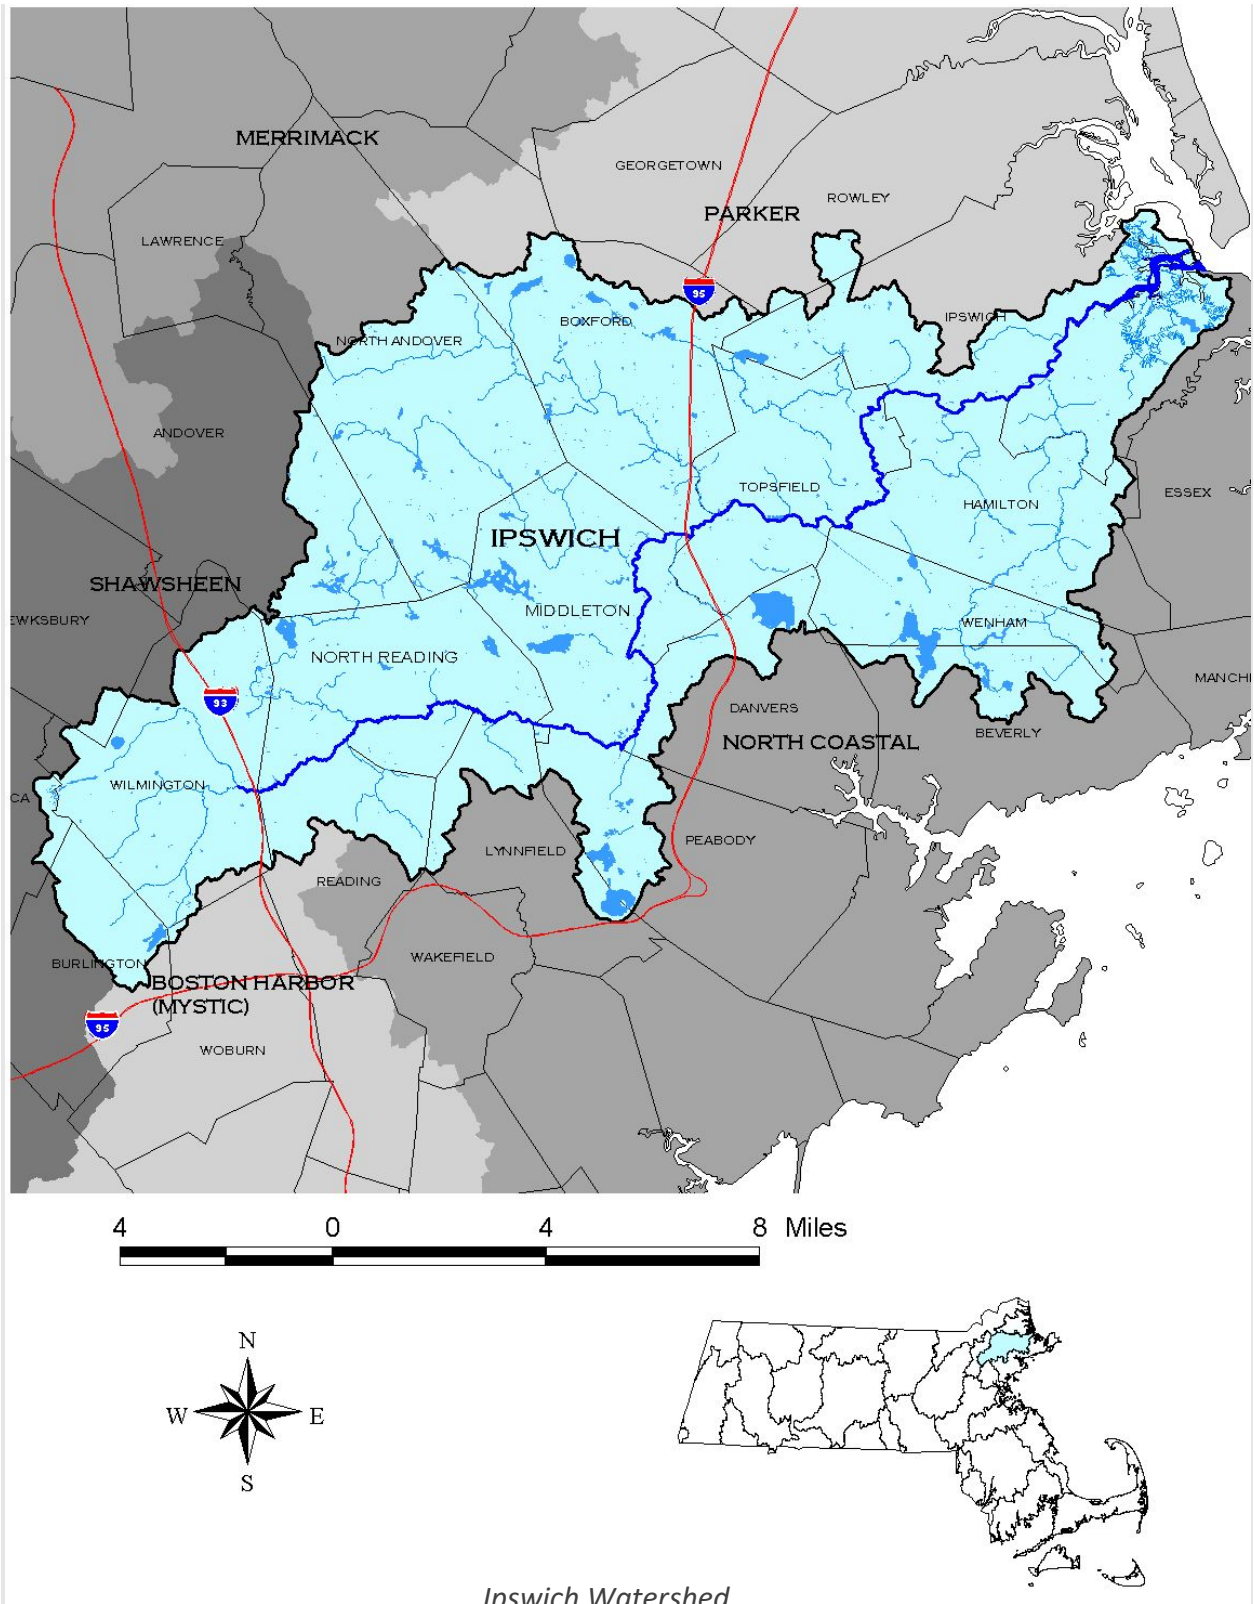 MERRIMACK
GEORGETOWN
ROWLEY
PARKER
LAWRENCE
95
IPSWICH
BOXFORD
NORTH ANDOVER
ANDOVER
TOPSFIELD
ESSEX
HAMILTON
IPSWICH
SHAWSHEEN
MIDDLETON
EWKSBURY
WENHAM
NORTH READING
MANCHI
93
DANVERS
BEVERLY
NORTH COASTAL
WILMINGTON
CA
PEABODY
LYNNFIELD
READING
WAKEFIELD
BURLINGTON
BOSTON HARBOR
(MYSTIC)
95
WOBURN
4 0 4 8 Miles
N
W E
S
Ipswich Watershed